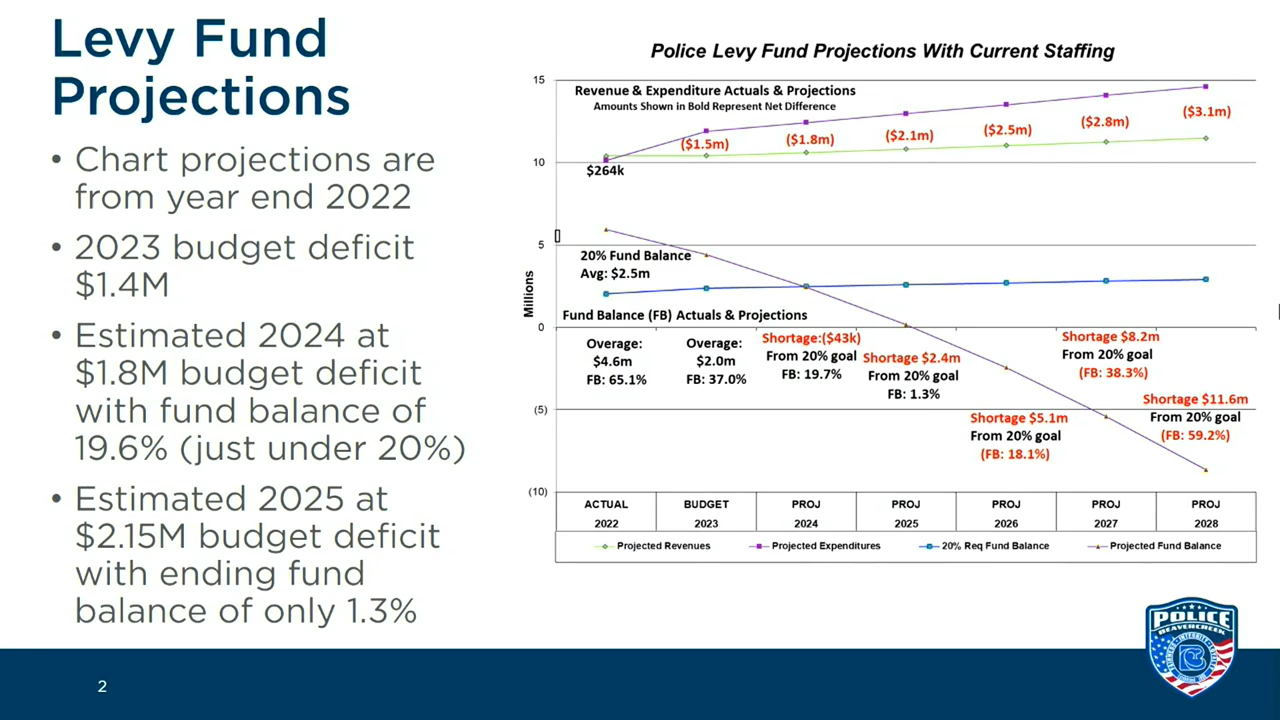 Levy Fund
Projections
• Chart projections are
from year end 2022
• 2023 budget deficit
$1.4M
• Estimated 2024 at
$1.8M budget deficit
with fund balance of
19.6% (just under 20%)
• Estimated 2025 at
$2.15M budget deficit
with ending fund
balance of only 1.3%
2
Police Levy Fund Projections With Current Staffing
Revenue & Expenditure Actuals & Projections
Amounts Shown in Bold Represent Net Difference
15
10
5
0
(5)
(10)
Millions
$264k
($1.5m)
($1.8m)
($2.1m)
($2.5m)
($2.8m)
($3.1m)
20% Fund Balance
Avg: $2.5m
Fund Balance (FB) Actuals & Projections
Overage:
$4.6m
FB: 65.1%
Overage:
$2.0m
FB: 37.0%
Shortage:($43k)
From 20% goal
FB: 19.7%
Shortage $2.4m
From 20% goal
FB: 1.3%
Shortage $5.1m
From 20% goal
(FB: 18.1%)
Shortage $8.2m
From 20% goal
(FB: 38.3%)
Shortage $11.6m
From 20% goal
(FB: 59.2%)
ACTUAL BUDGET PROJ PROJ PROJ PROJ PROJ
2022 2023 2024 2025 2026 2027 2028
Projected Revenues Projected Expenditures 20% Req Fund Balance Projected Fund Balance
POLICE
BEAVERCREEK